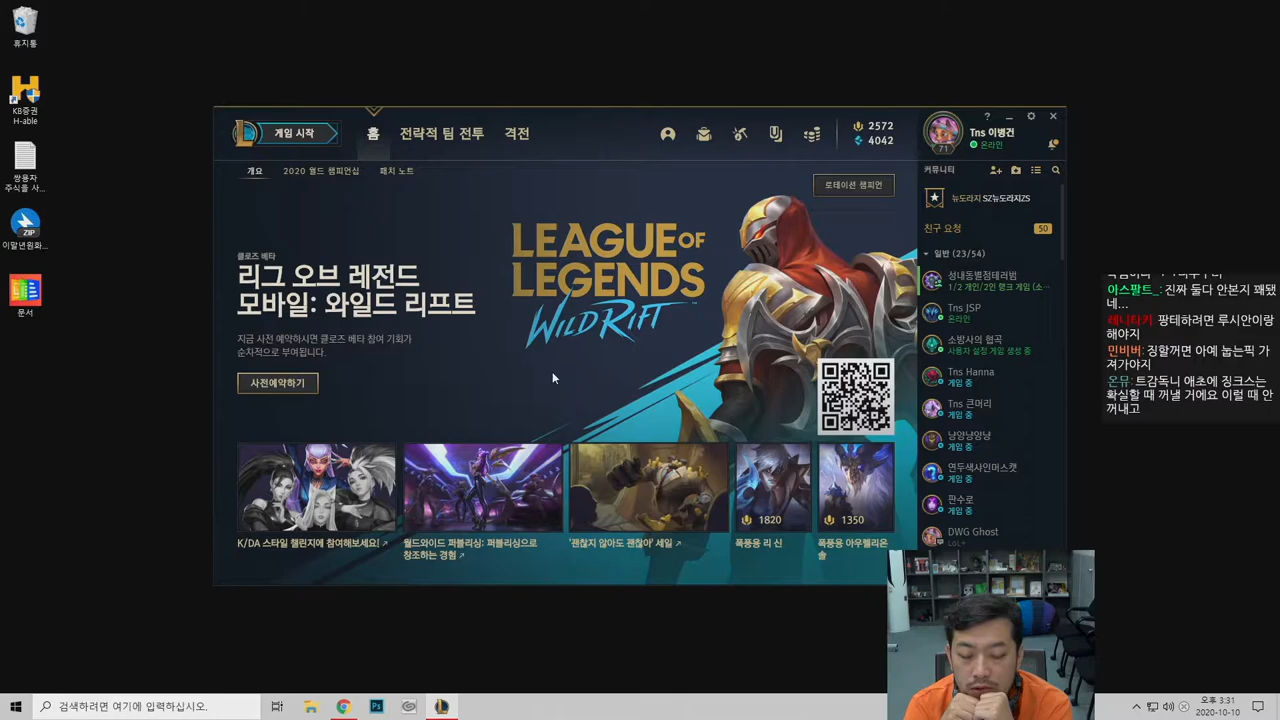 휴지통
KB증권
H-able
쌍용자
주식을 사...
ZIP
이말년원화...
문서
게임 시작
홈
전략적 팀 전투
격전
2572
4042
71
Tns 이병건
온라인
개요
2020 월드 챔피언십
패치 노트
로테이션 챔피언
클로즈 베타
리그 오브 레전드
모바일: 와일드 리프트
지금 사전 예약하시면 클로즈 베타 참여 기회가
순차적으로 부여됩니다.
사전예약하기
LEAGUE OF
LEGENDS
WILD RIFT
K/DA 스타일 챌린지에 참여해보세요!
월드와이드 퍼블리싱: 퍼블리싱으로
창조하는 경험
'괜찮지 않아도 괜찮아' 세일
1820
폭풍용 리 신
1350
폭풍용 아우렐리온
솔
커뮤니티
뉴도라지 SZ뉴도라지ZS
친구 요청
50
일반 (23/54)
성내동별점테러범
1/2 개인/2인 랭크 게임 (소...
Tns JSP
온라인
소방사의 협곡
사용자 설정 게임 생성 중
Tns Hanna
게임 중
Tns 큰머리
게임 중
냥양냥양냥
게임 중
연두색사인머스캣
게임 중
판수로
게임 중
DWG Ghost
LoL+
아스팔트_: 진짜 둘다 안본지 꽤됐
네...
레니타키: 팡테하려면 루시안이랑
해야지
민비버: 징할꺼면 아예 눕는픽 가
져가야지
온뮤: 트감독니 애초에 징크스는
확실할 때 꺼낼 거에요 이럴 때 안
꺼내고
검색하려면 여기에 입력하십시오.
Ps
오후 3:31
2020-10-10